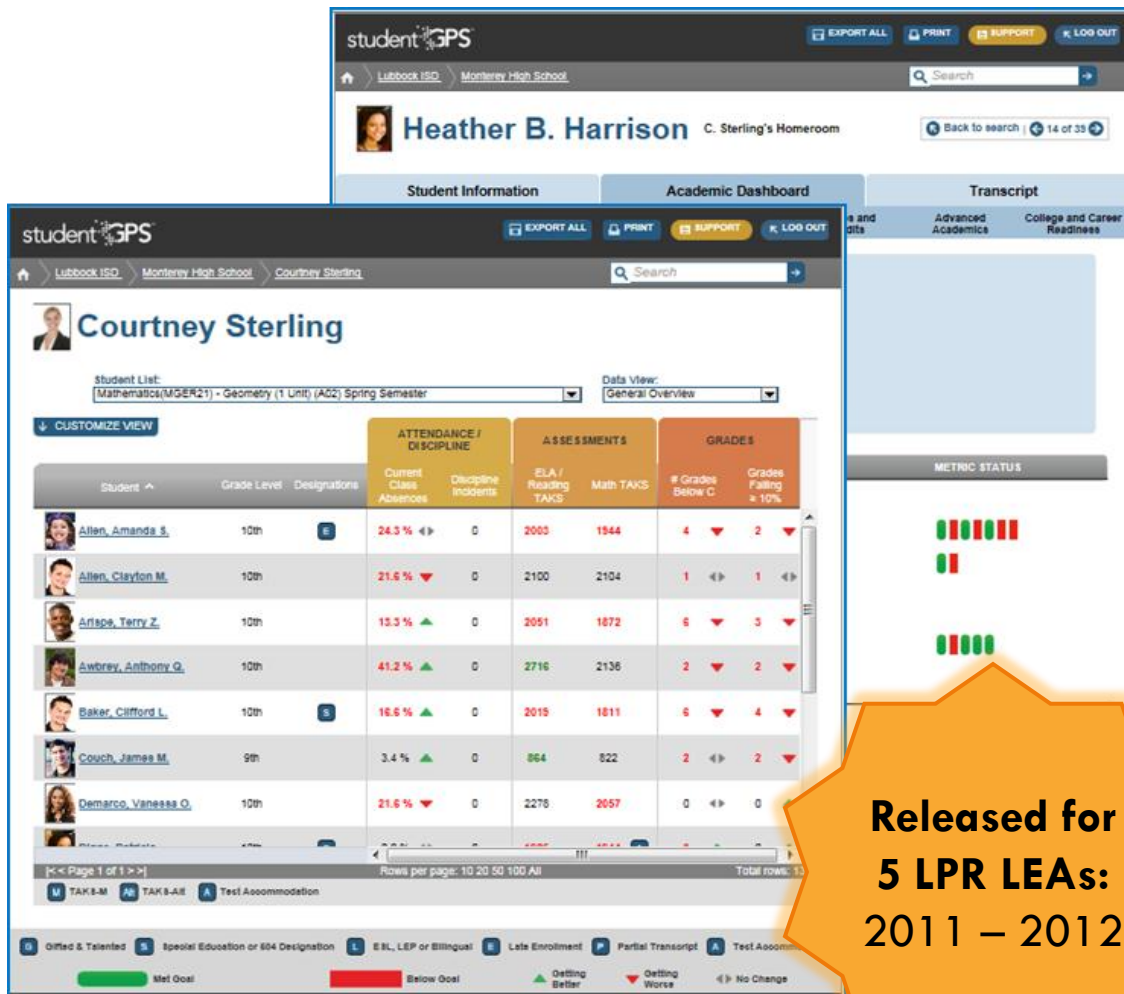 studentGPS
EXPORT ALL PRINT SUPPORT LOG OUT
Lubbock ISD Monterey High School Search
Heather B. Harrison C. Sterling's Homeroom Back to search | 14 of 33
Student Information Academic Dashboard Transcript
Advanced Academics College and Career Readiness
METRIC STATUS
studentGPS
EXPORT ALL PRINT SUPPORT LOG OUT
Lubbock ISD Monterey High School Courtney Sterling Search
Courtney Sterling
Student List: Data View:
Mathematics(MGER21) - Geometry (1 Unit) (A02) Spring Semester General Overview
CUSTOMIZE VIEW
ATTENDANCE / DISCIPLINE ASSESSMENTS GRADES
Student Grade Level Designations Current Class Absences Discipline Incidents ELA / Reading TAKS Math TAKS # Grades Below C Grades Falling ≥ 10%
Allen, Amanda S. 10th E 24.3 % 0 2003 1944 4 2
Allen, Clayton M. 10th 21.6 % 0 2100 2104 1 1
Arispe, Terry Z. 10th 13.3 % 0 2051 1872 6 3
Awbrey, Anthony Q. 10th 41.2 % 0 2716 2136 2 2
Baker, Clifford L. 10th S 16.6 % 0 2019 1811 6 4
Couch, James M. 9th 3.4 % 0 864 822 2 2
Demarco, Vanessa O. 10th 21.6 % 0 2278 2057 0 0
|< < Page 1 of 1 > >| Rows per page: 10 20 50 100 All Total rows: 13
M TAKS-M Alt TAKS-Alt A Test Accommodation
G Gifted & Talented S Special Education or 504 Designation L ESL, LEP or Bilingual E Late Enrollment P Partial Transcript A Test
Met Goal Below Goal Getting Better Getting Worse No Change
Released for
5 LPR LEAs:
2011 – 2012